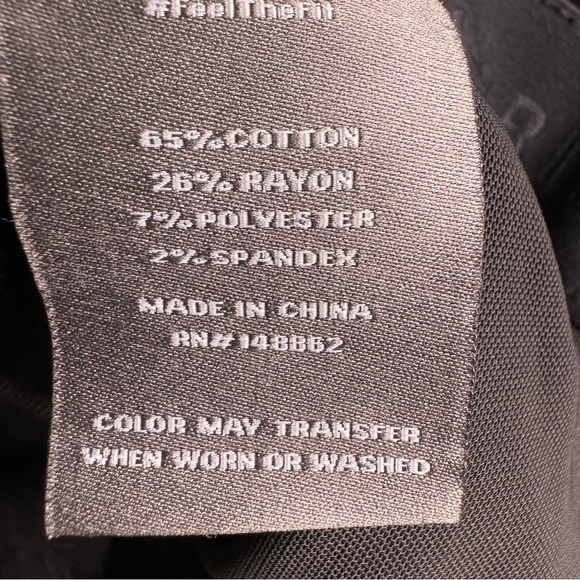 #FeelTheFit
65% COTTON
26% RAYON
7% POLYESTER
2% SPANDEX
MADE IN CHINA
RN# 148862
COLOR MAY TRANSFER
WHEN WORN OR WASHED